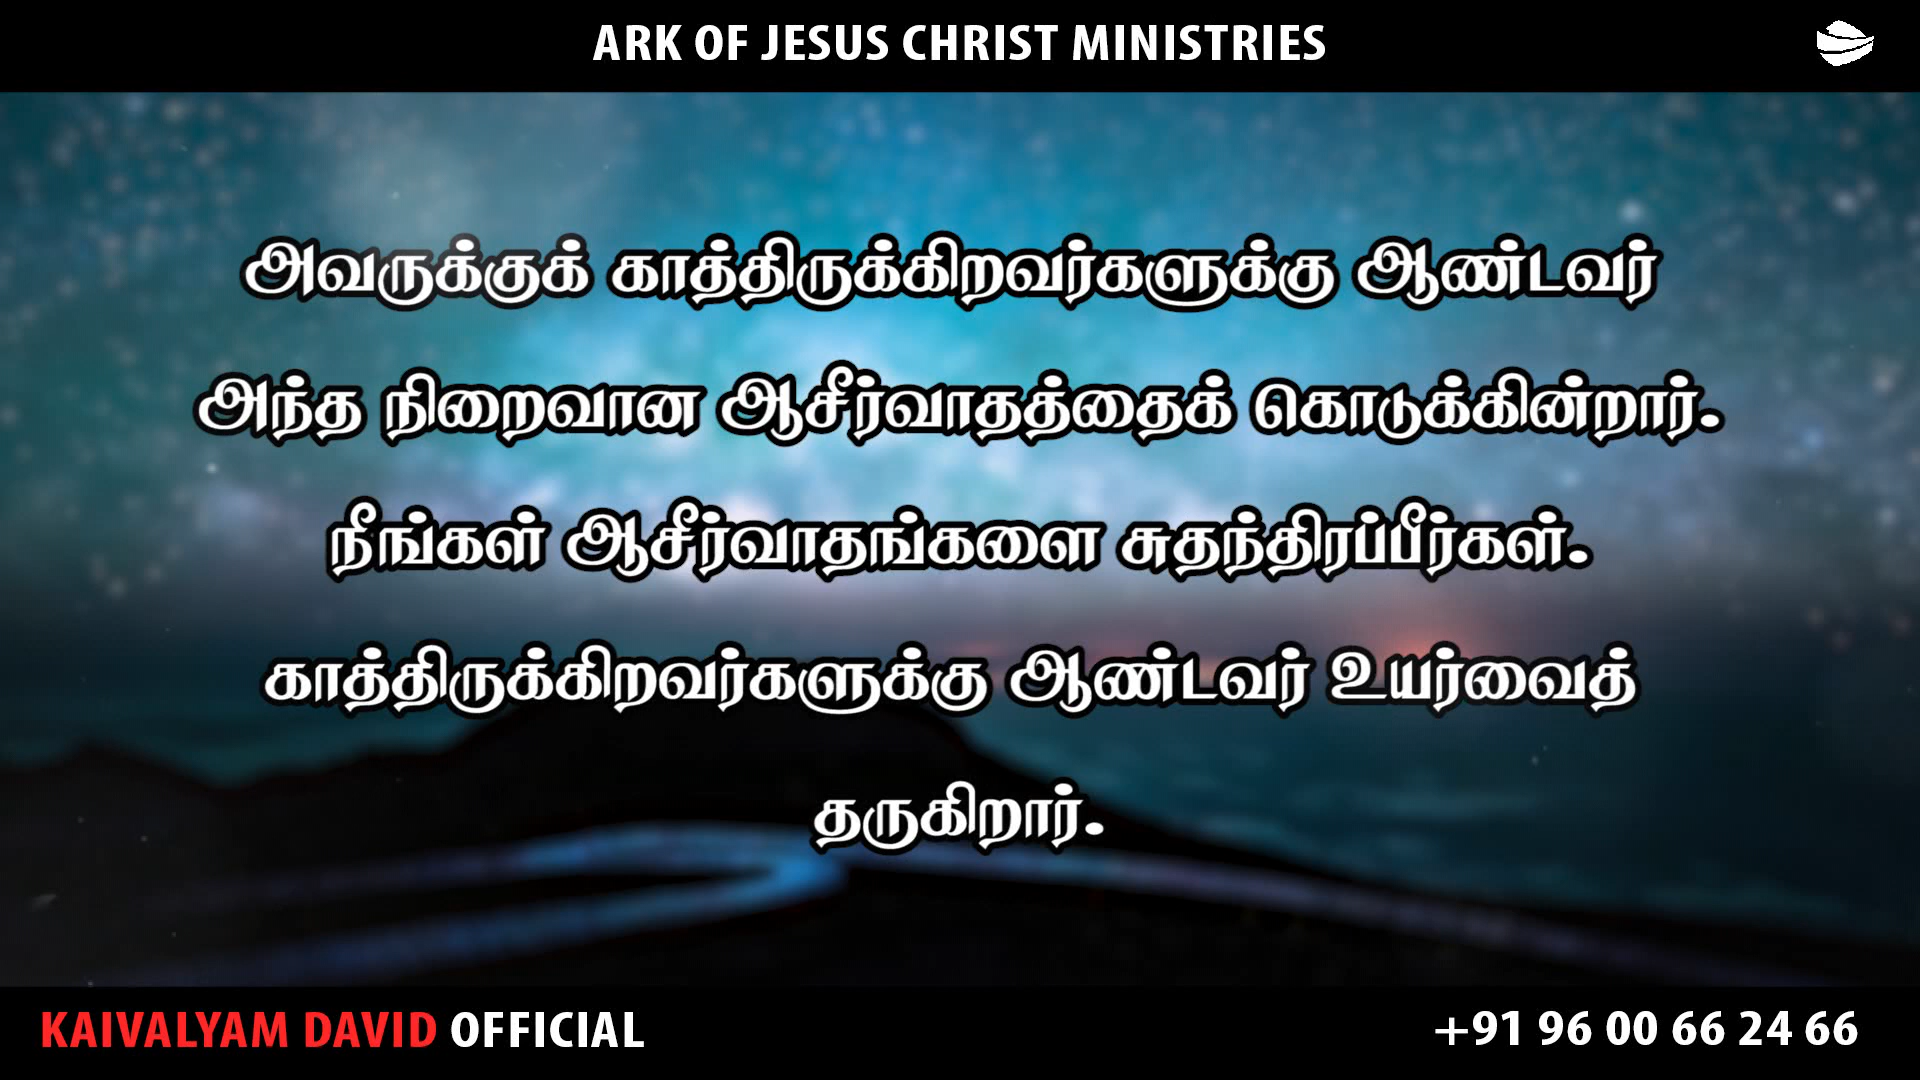 ARK OF JESUS CHRIST MINISTRIES
அவருக்குக் காத்திருக்கிறவர்களுக்கு ஆண்டவர்
அந்த நிறைவான ஆசீர்வாதத்தைக் கொடுக்கின்றார்.
நீங்கள் ஆசீர்வாதங்களை சுதந்திரப்பீர்கள்.
காத்திருக்கிறவர்களுக்கு ஆண்டவர் உயர்வைத்
தருகிறார்.
KAIVALYAM DAVID OFFICIAL
+91 96 00 66 24 66